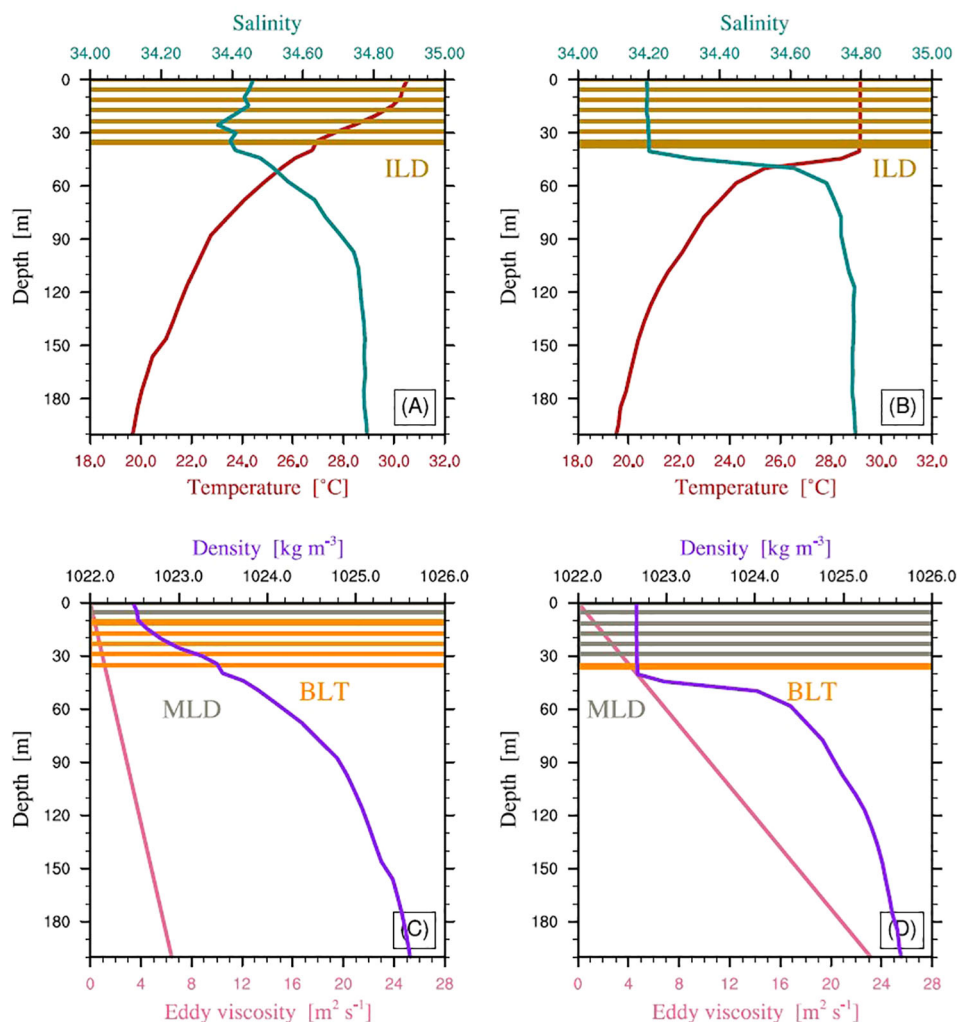 Salinity
34.00 34.20 34.40 34.60 34.80 35.00
0
30
60
90
120
150
180
Depth [m]
ILD
(A)
18.0 20.0 22.0 24.0 26.0 28.0 30.0 32.0
Temperature [°C]
Salinity
34.00 34.20 34.40 34.60 34.80 35.00
0
30
60
90
120
150
180
Depth [m]
ILD
(B)
18.0 20.0 22.0 24.0 26.0 28.0 30.0 32.0
Temperature [°C]
Density [kg m⁻³]
1022.0 1023.0 1024.0 1025.0 1026.0
0
30
60
90
120
150
180
Depth [m]
BLT
MLD
(C)
0 4 8 12 16 20 24 28
Eddy viscosity [m² s⁻¹]
Density [kg m⁻³]
1022.0 1023.0 1024.0 1025.0 1026.0
0
30
60
90
120
150
180
Depth [m]
BLT
MLD
(D)
0 4 8 12 16 20 24 28
Eddy viscosity [m² s⁻¹]